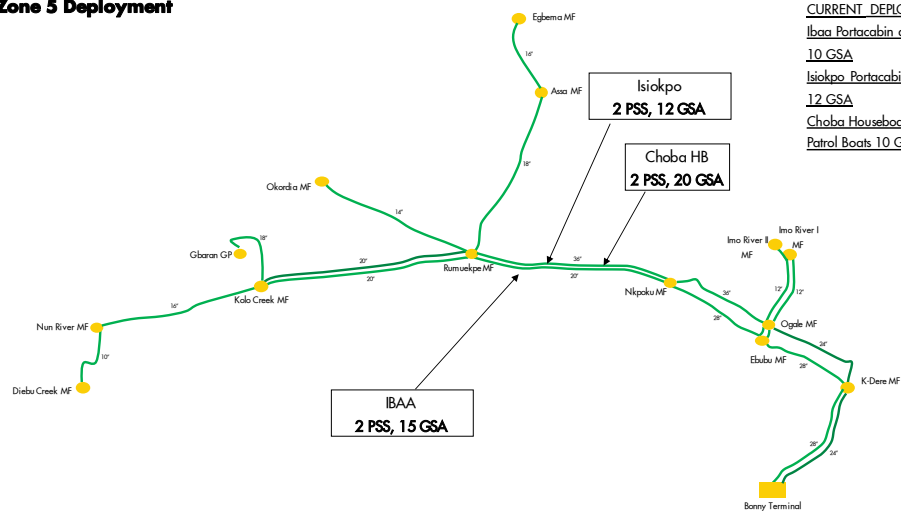 Zone 5 Deployment
CURRENT DEPLO
Ibaa Portacabin
10 GSA
Isiokpo Portacabi
12 GSA
Choba Houseboa
Patrol Boats 10 G
Egbema MF
16"
Assa MF
Isiokpo
2 PSS, 12 GSA
Choba HB
2 PSS, 20 GSA
18"
Okordia MF
14"
Gbaran GP
18"
Imo River I
MF
Imo River II
MF
Rumuekpe MF
36"
20"
20"
20"
Kolo Creek MF
Nkpoku MF
36"
12"
12"
16"
28"
Nun River MF
Ogale MF
24"
Ebubu MF
28"
10"
Diebu Creek MF
K-Dere MF
IBAA
2 PSS, 15 GSA
28"
24"
Bonny Terminal